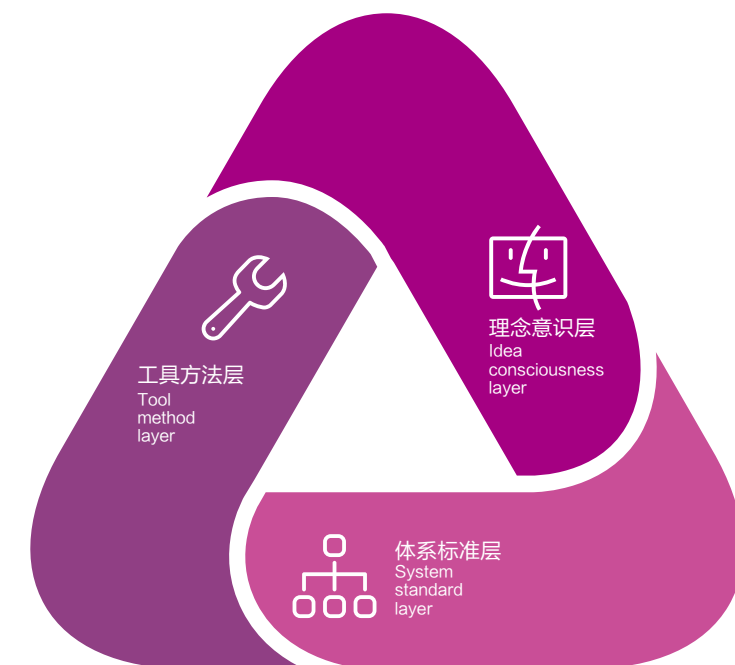 理念意识层
Idea
consciousness
layer
工具方法层
Tool
method
layer
体系标准层
System
standard
layer